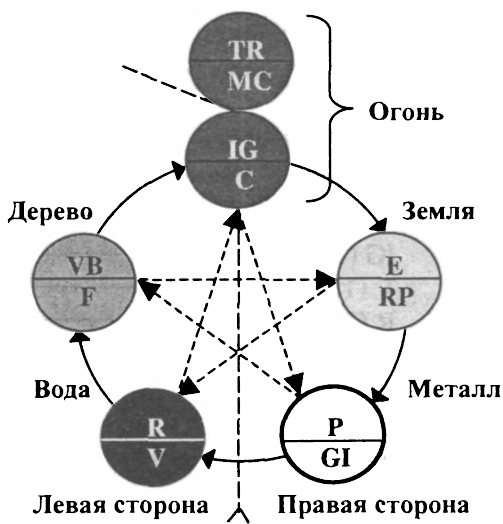 TR
MC
Огонь
IG
C
Дерево
Земля
VB
F
E
RP
Вода
Металл
R
V
P
GI
Левая сторона
Правая сторона